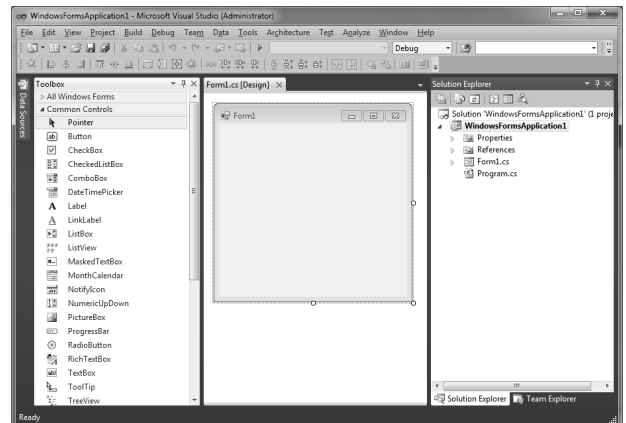 WindowsFormsApplication1 - Microsoft Visual Studio (Administrator)
File Edit View Project Build Debug Team Data Tools Architecture Test Analyze Window Help
Debug
Data Sources
Toolbox
All Windows Forms
Common Controls
Pointer
Button
CheckBox
CheckedListBox
ComboBox
DateTimePicker
Label
LinkLabel
ListBox
ListView
MaskedTextBox
MonthCalendar
NotifyIcon
NumericUpDown
PictureBox
ProgressBar
RadioButton
RichTextBox
TextBox
ToolTip
TreeView
Form1.cs [Design]
Form1
Solution Explorer
Solution 'WindowsFormsApplication1' (1 proje
WindowsFormsApplication1
Properties
References
Form1.cs
Program.cs
Solution Explorer Team Explorer
Ready